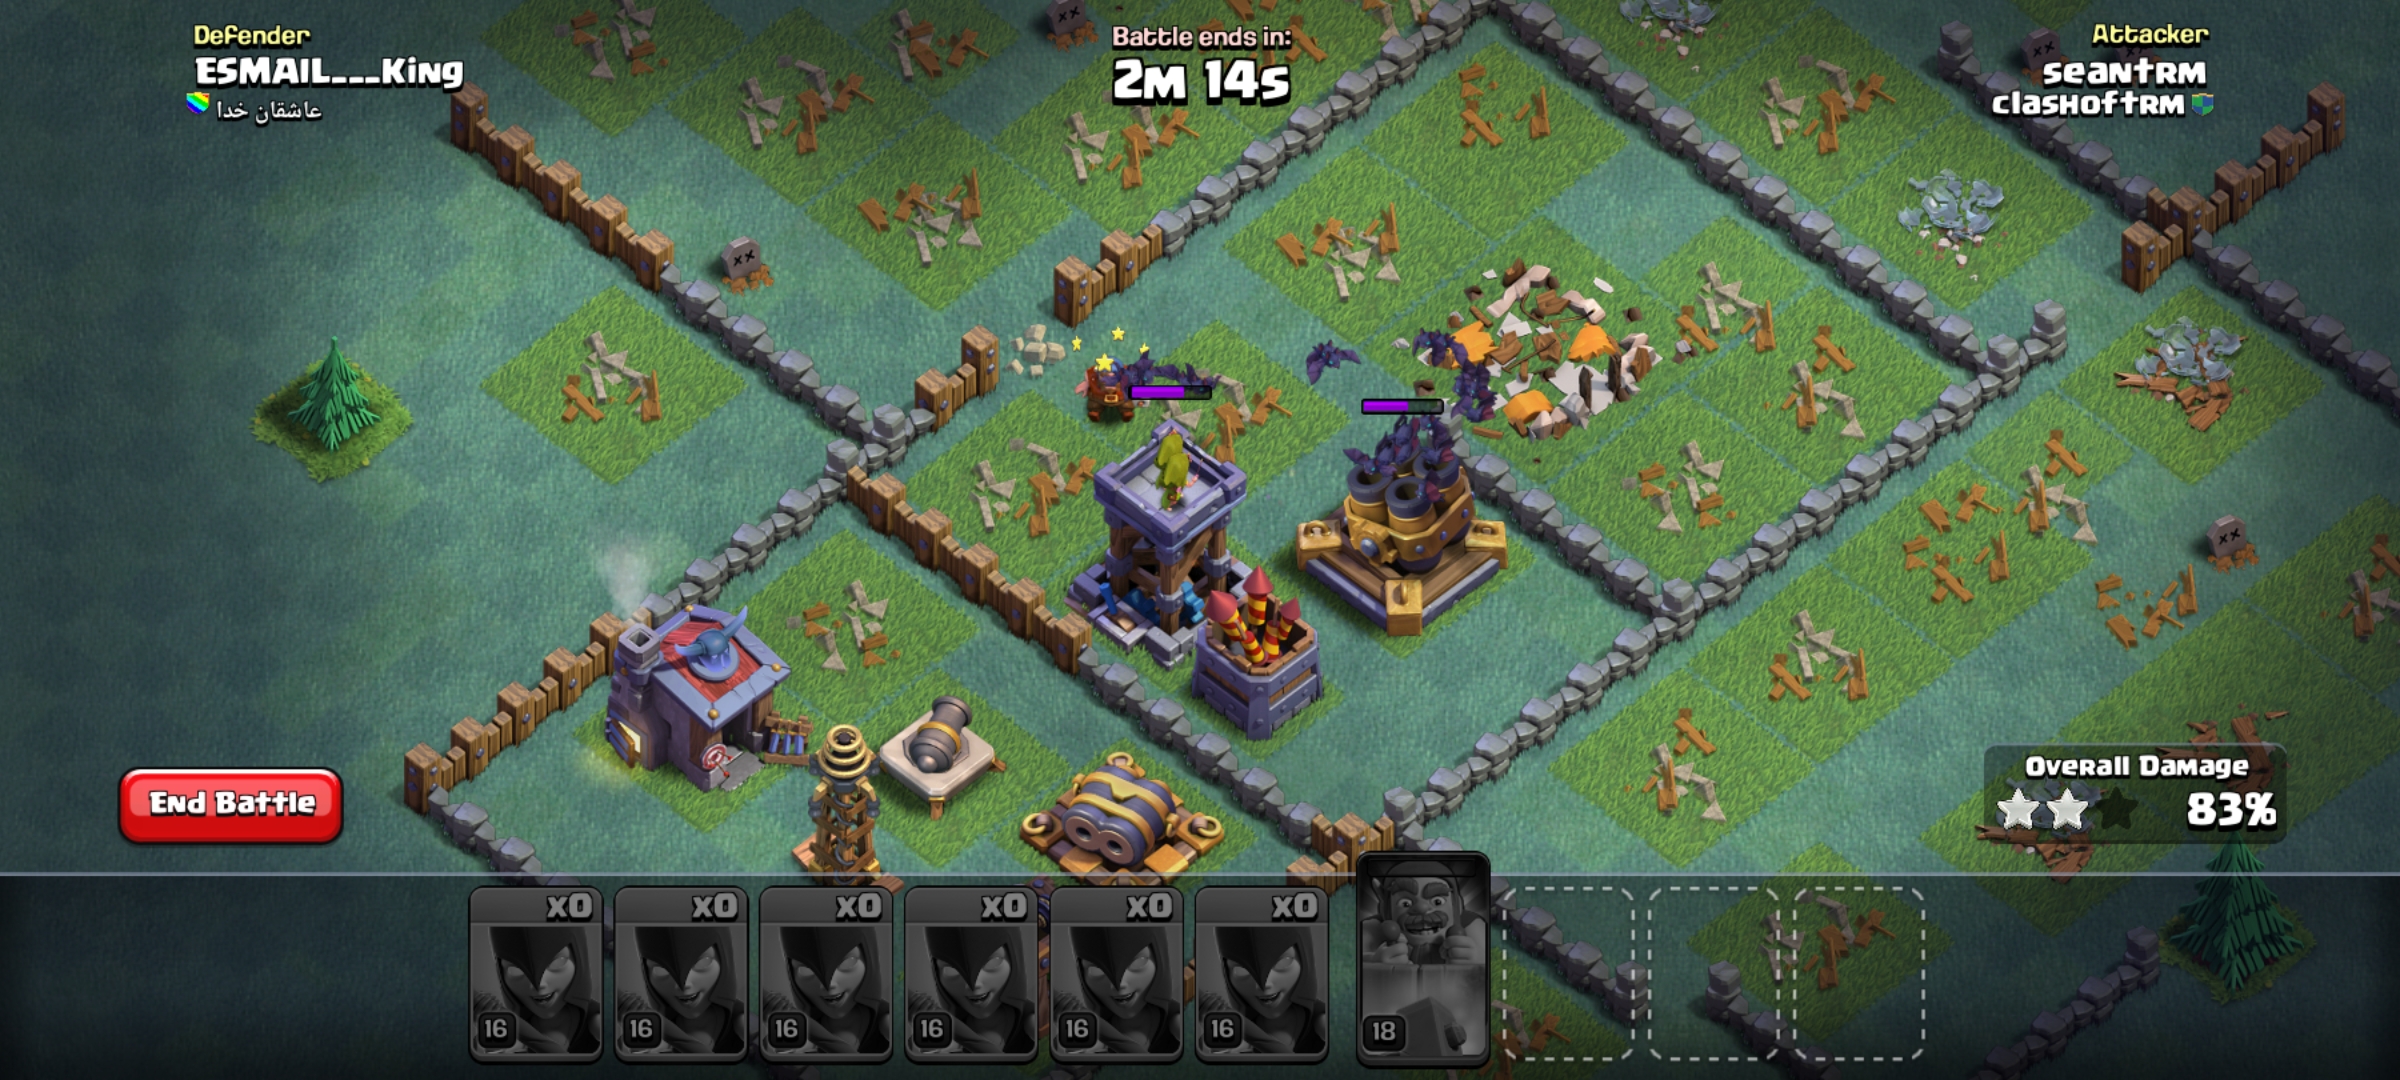 Defender
ESMAIL___King
عاشقان خدا
Battle ends in:
2M 14s
Attacker
seantRM
clashoftRM
End Battle
Overall Damage
83%
x0
x0
x0
x0
x0
x0
16
16
16
16
16
16
18